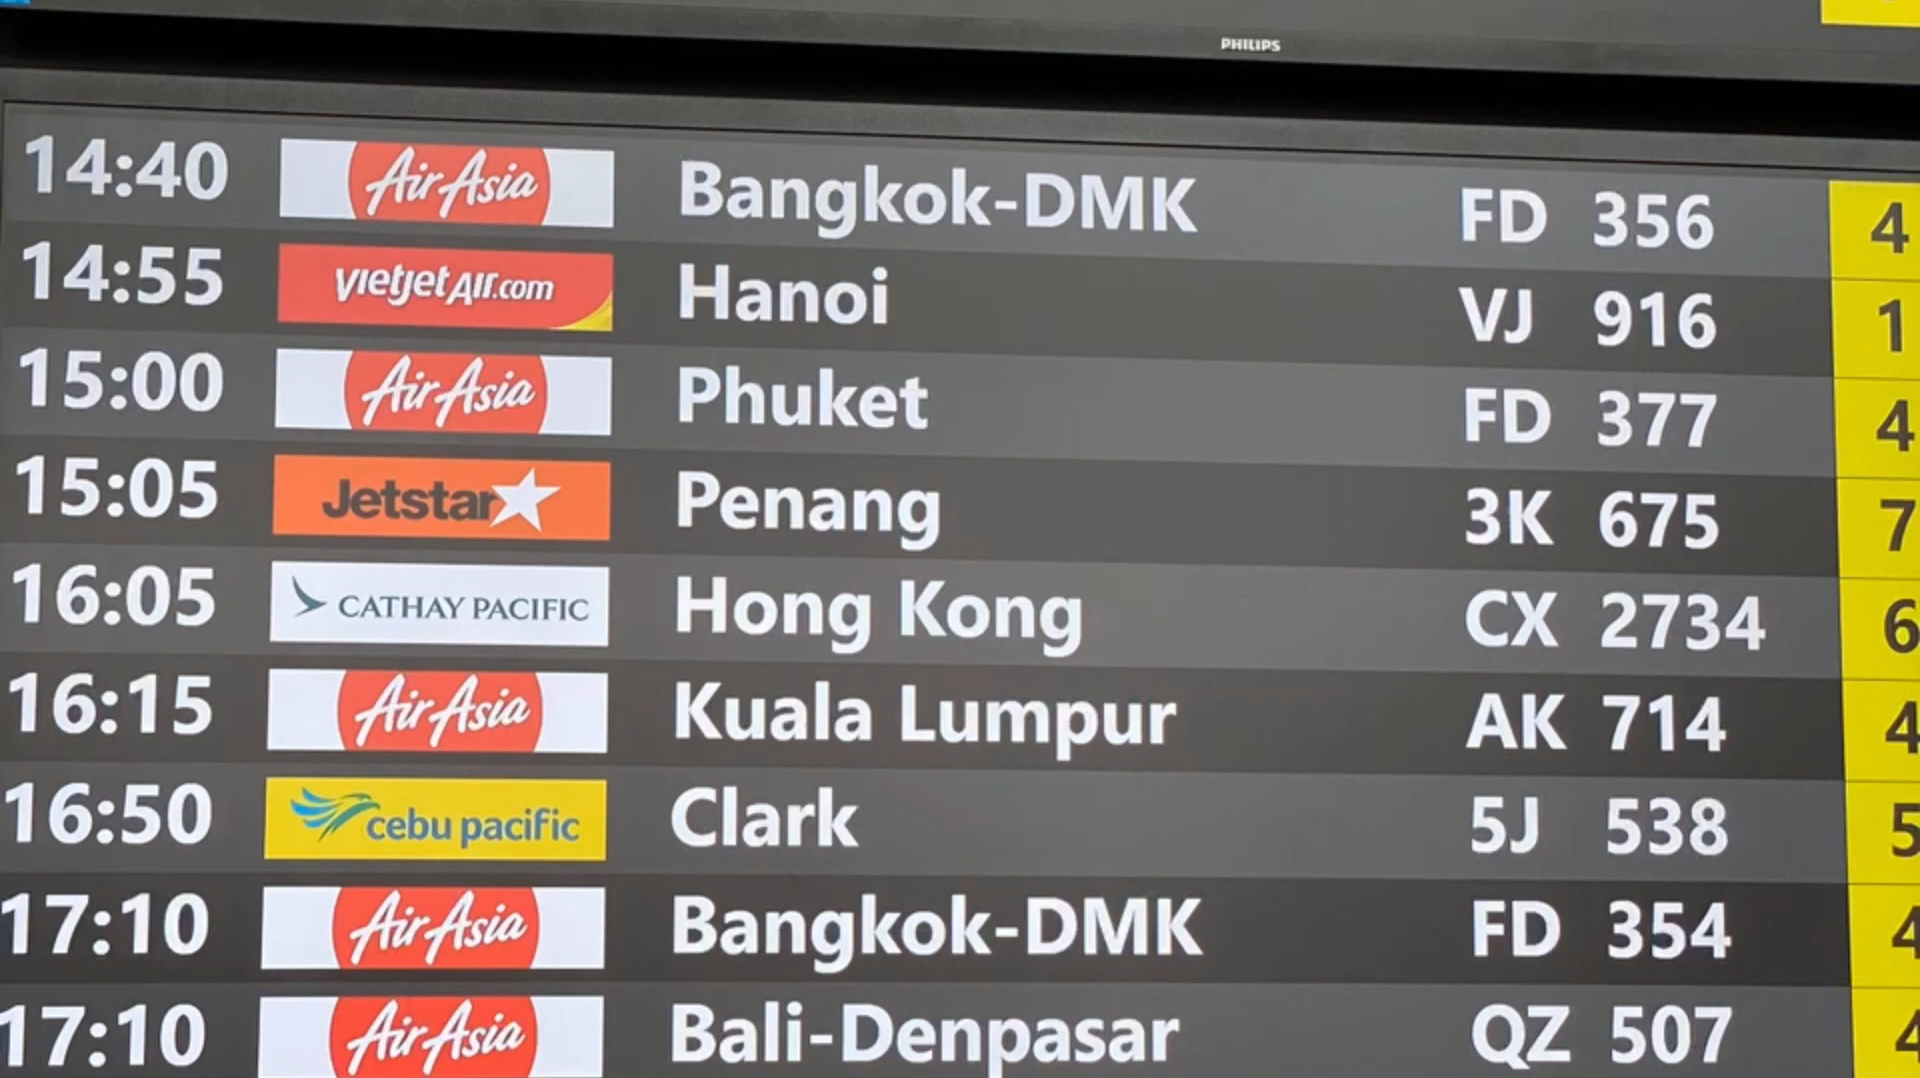 PHILIPS
14:40 AirAsia Bangkok-DMK FD 356 4
14:55 vietjetAir.com Hanoi VJ 916 1
15:00 AirAsia Phuket FD 377 4
15:05 Jetstar Penang 3K 675 7
16:05 CATHAY PACIFIC Hong Kong CX 2734 6
16:15 AirAsia Kuala Lumpur AK 714 4
16:50 cebu pacific Clark 5J 538 5
17:10 AirAsia Bangkok-DMK FD 354 4
17:10 AirAsia Bali-Denpasar QZ 507 4